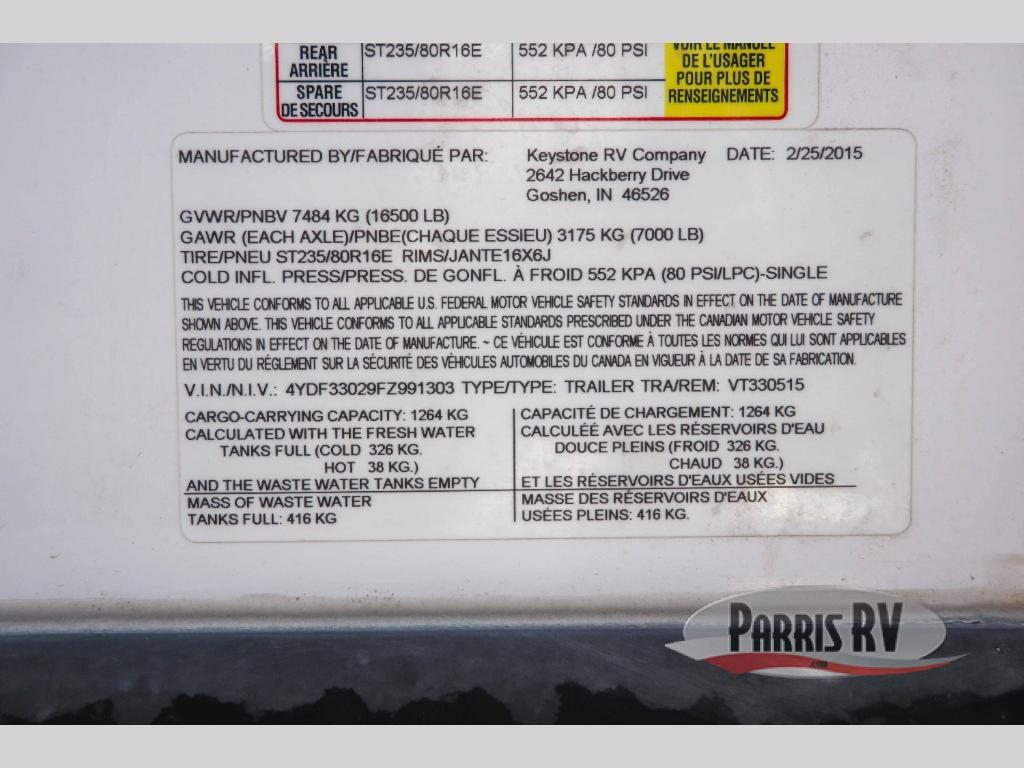 REAR ST235/80R16E 552 KPA /80 PSI VOIR LE MANUEL
ARRIÈRE DE L'USAGER
POUR PLUS DE
SPARE ST235/80R16E 552 KPA /80 PSI RENSEIGNEMENTS
DE SECOURS
MANUFACTURED BY/FABRIQUÉ PAR: Keystone RV Company DATE: 2/25/2015
2642 Hackberry Drive
Goshen, IN 46526
GVWR/PNBV 7484 KG (16500 LB)
GAWR (EACH AXLE)/PNBE(CHAQUE ESSIEU) 3175 KG (7000 LB)
TIRE/PNEU ST235/80R16E RIMS/JANTE16X6J
COLD INFL. PRESS/PRESS. DE GONFL. À FROID 552 KPA (80 PSI/LPC)-SINGLE
THIS VEHICLE CONFORMS TO ALL APPLICABLE U.S. FEDERAL MOTOR VEHICLE SAFETY STANDARDS IN EFFECT ON THE DATE OF MANUFACTURE
SHOWN ABOVE. THIS VEHICLE CONFORMS TO ALL APPLICABLE STANDARDS PRESCRIBED UNDER THE CANADIAN MOTOR VEHICLE SAFETY
REGULATIONS IN EFFECT ON THE DATE OF MANUFACTURE. ~ CE VÉHICULE EST CONFORME À TOUTES LES NORMES QUI LUI SONT APPLICABLES
EN VERTU DU RÉGLEMENT SUR LA SÉCURITÉ DES VÉHICULES AUTOMOBILES DU CANADA EN VIGUEUR À LA DATE DE SA FABRICATION.
V.I.N./N.I.V.: 4YDF33029FZ991303 TYPE/TYPE: TRAILER TRA/REM: VT330515
CARGO-CARRYING CAPACITY: 1264 KG
CALCULATED WITH THE FRESH WATER
TANKS FULL (COLD 326 KG.
HOT 38 KG.)
AND THE WASTE WATER TANKS EMPTY
MASS OF WASTE WATER
TANKS FULL: 416 KG
CAPACITÉ DE CHARGEMENT: 1264 KG
CALCULÉE AVEC LES RÉSERVOIRS D'EAU
DOUCE PLEINS (FROID 326 KG.
CHAUD 38 KG.)
ET LES RÉSERVOIRS D'EAUX USÉES VIDES
MASSE DES RÉSERVOIRS D'EAUX
USÉES PLEINS: 416 KG.
PARRIS RV
.com